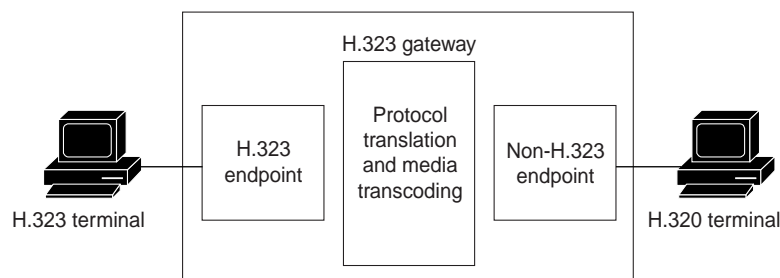 H.323 gateway
H.323 terminal
H.323
endpoint
Protocol
translation
and media
transcoding
Non-H.323
endpoint
H.320 terminal